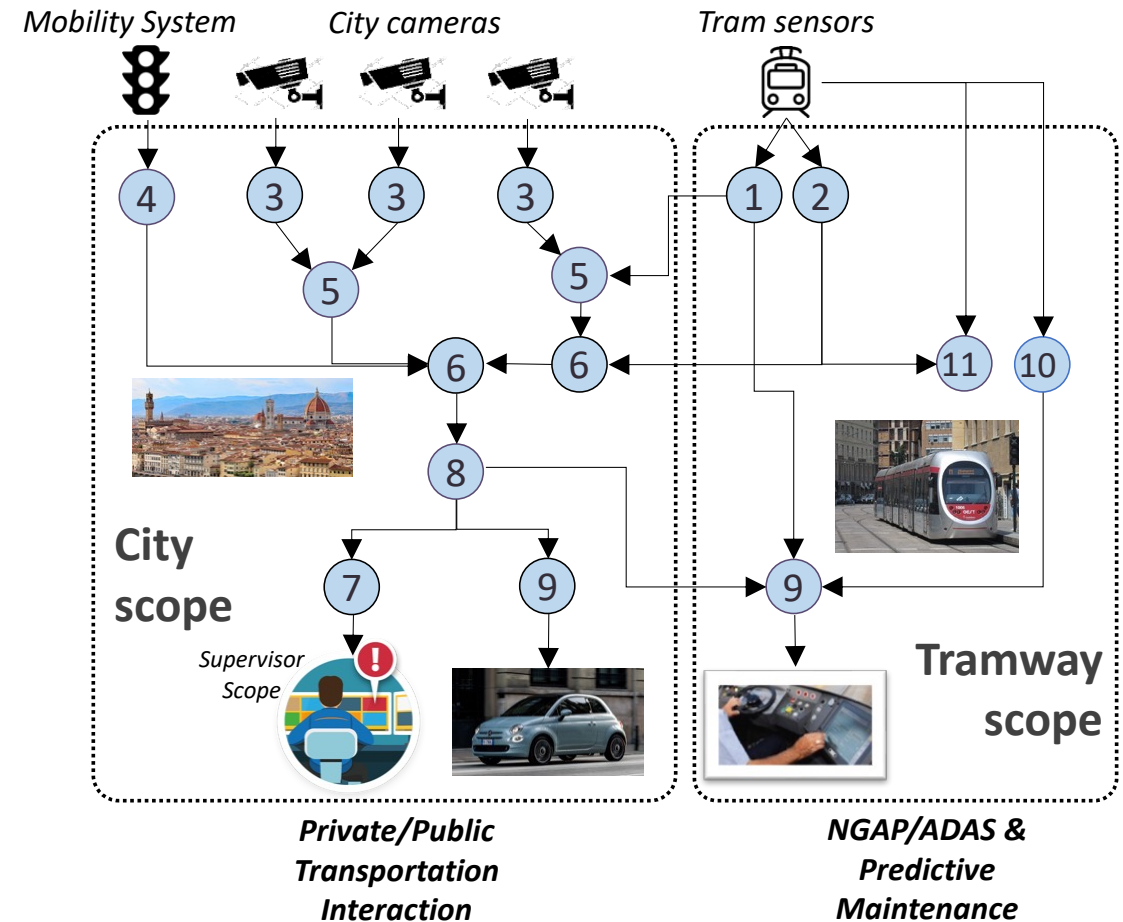 Mobility System
City cameras
Tram sensors
4
3
3
3
1
2
5
5
6
6
11
10
8
City
scope
7
9
9
Supervisor
Scope
!
Tramway
scope
Private/Public
Transportation
Interaction
NGAP/ADAS &
Predictive
Maintenance